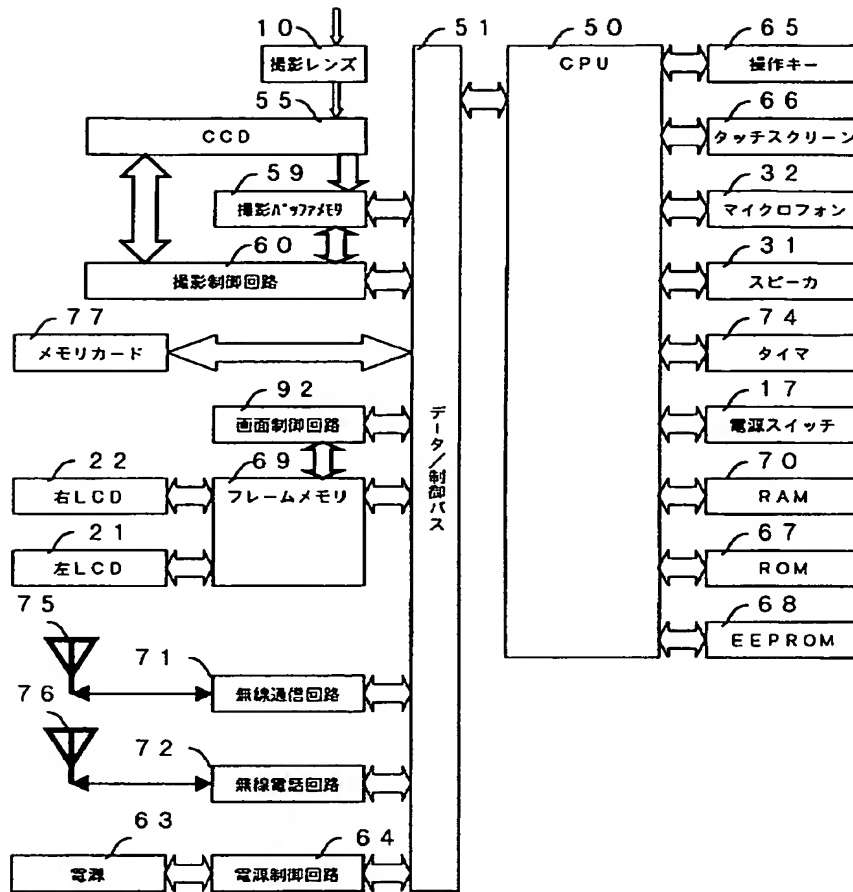 10
撮影レンズ
55
CCD
59
撮影バッファメモリ
60
撮影制御回路
77
メモリカード
92
画面制御回路
22
右LCD
69
フレームメモリ
21
左LCD
75
71
無線通信回路
76
72
無線電話回路
63
電源
64
電源制御回路
51
データ/制御バス
50
CPU
65
操作キー
66
タッチスクリーン
32
マイクロフォン
31
スピーカ
74
タイマ
17
電源スイッチ
70
RAM
67
ROM
68
EEPROM